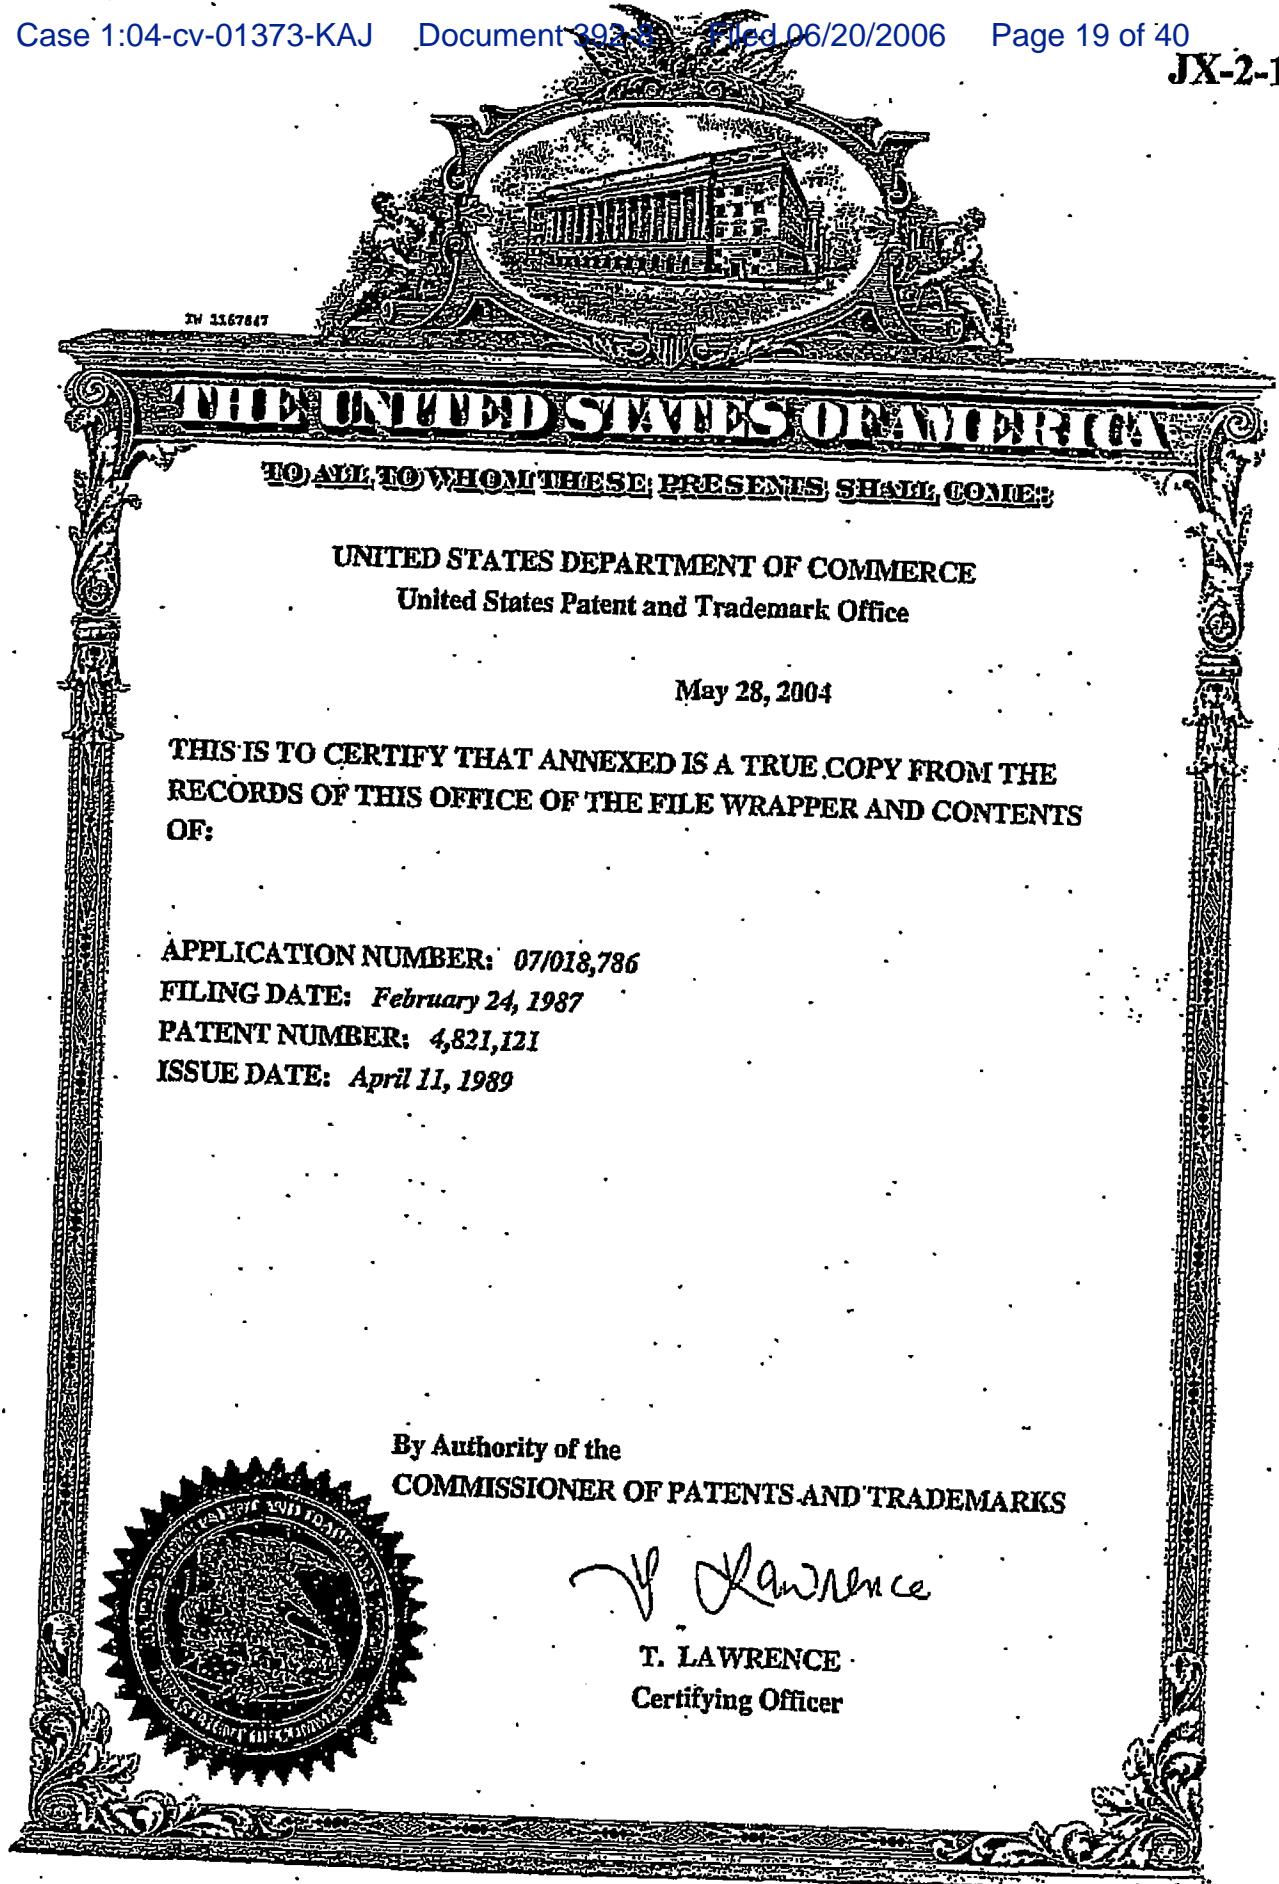 Case 1:04-cv-01373-KAJ Document 392-8 Filed 06/20/2006 Page 19 of 40
JX-2-1
THE UNITED STATES OF AMERICA
TO ALL TO WHOM THESE PRESENTS SHALL COME:
UNITED STATES DEPARTMENT OF COMMERCE
United States Patent and Trademark Office
May 28, 2004
THIS IS TO CERTIFY THAT ANNEXED IS A TRUE COPY FROM THE
RECORDS OF THIS OFFICE OF THE FILE WRAPPER AND CONTENTS
OF:
APPLICATION NUMBER: 07/018,786
FILING DATE: February 24, 1987
PATENT NUMBER: 4,821,121
ISSUE DATE: April 11, 1989
By Authority of the
COMMISSIONER OF PATENTS AND TRADEMARKS
Lawrence
T. LAWRENCE
Certifying Officer